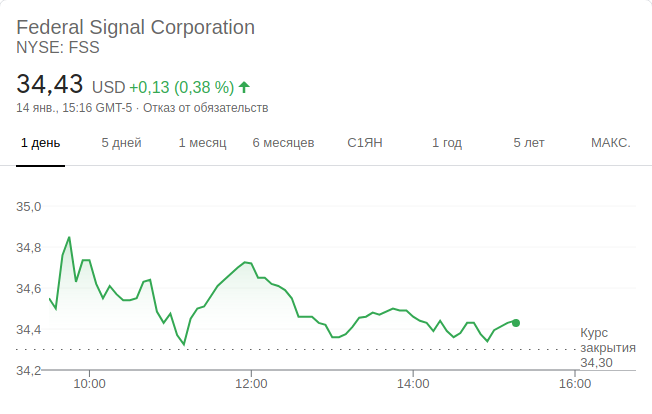 Federal Signal Corporation
NYSE: FSS
34,43 USD +0,13 (0,38 %)
14 янв., 15:16 GMT-5 · Отказ от обязательств
1 день 5 дней 1 месяц 6 месяцев С1ЯН 1 год 5 лет МАКС.
35,0
34,8
34,6
34,4
Курс
закрытия
34,30
34,2
10:00 12:00 14:00 16:00